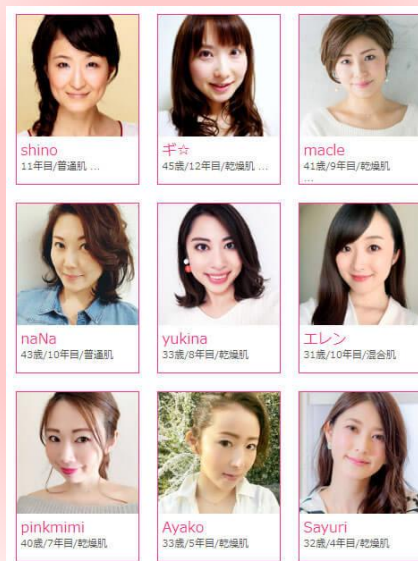 shino
11年目/普通肌 ...
ギ☆
45歳/12年目/乾燥肌 ...
macle
41歳/9年目/乾燥肌
...
naNa
43歳/10年目/普通肌
yukina
33歳/8年目/乾燥肌
エレン
31歳/10年目/混合肌
pinkmimi
40歳/7年目/乾燥肌
Ayako
33歳/5年目/乾燥肌
Sayuri
32歳/4年目/乾燥肌